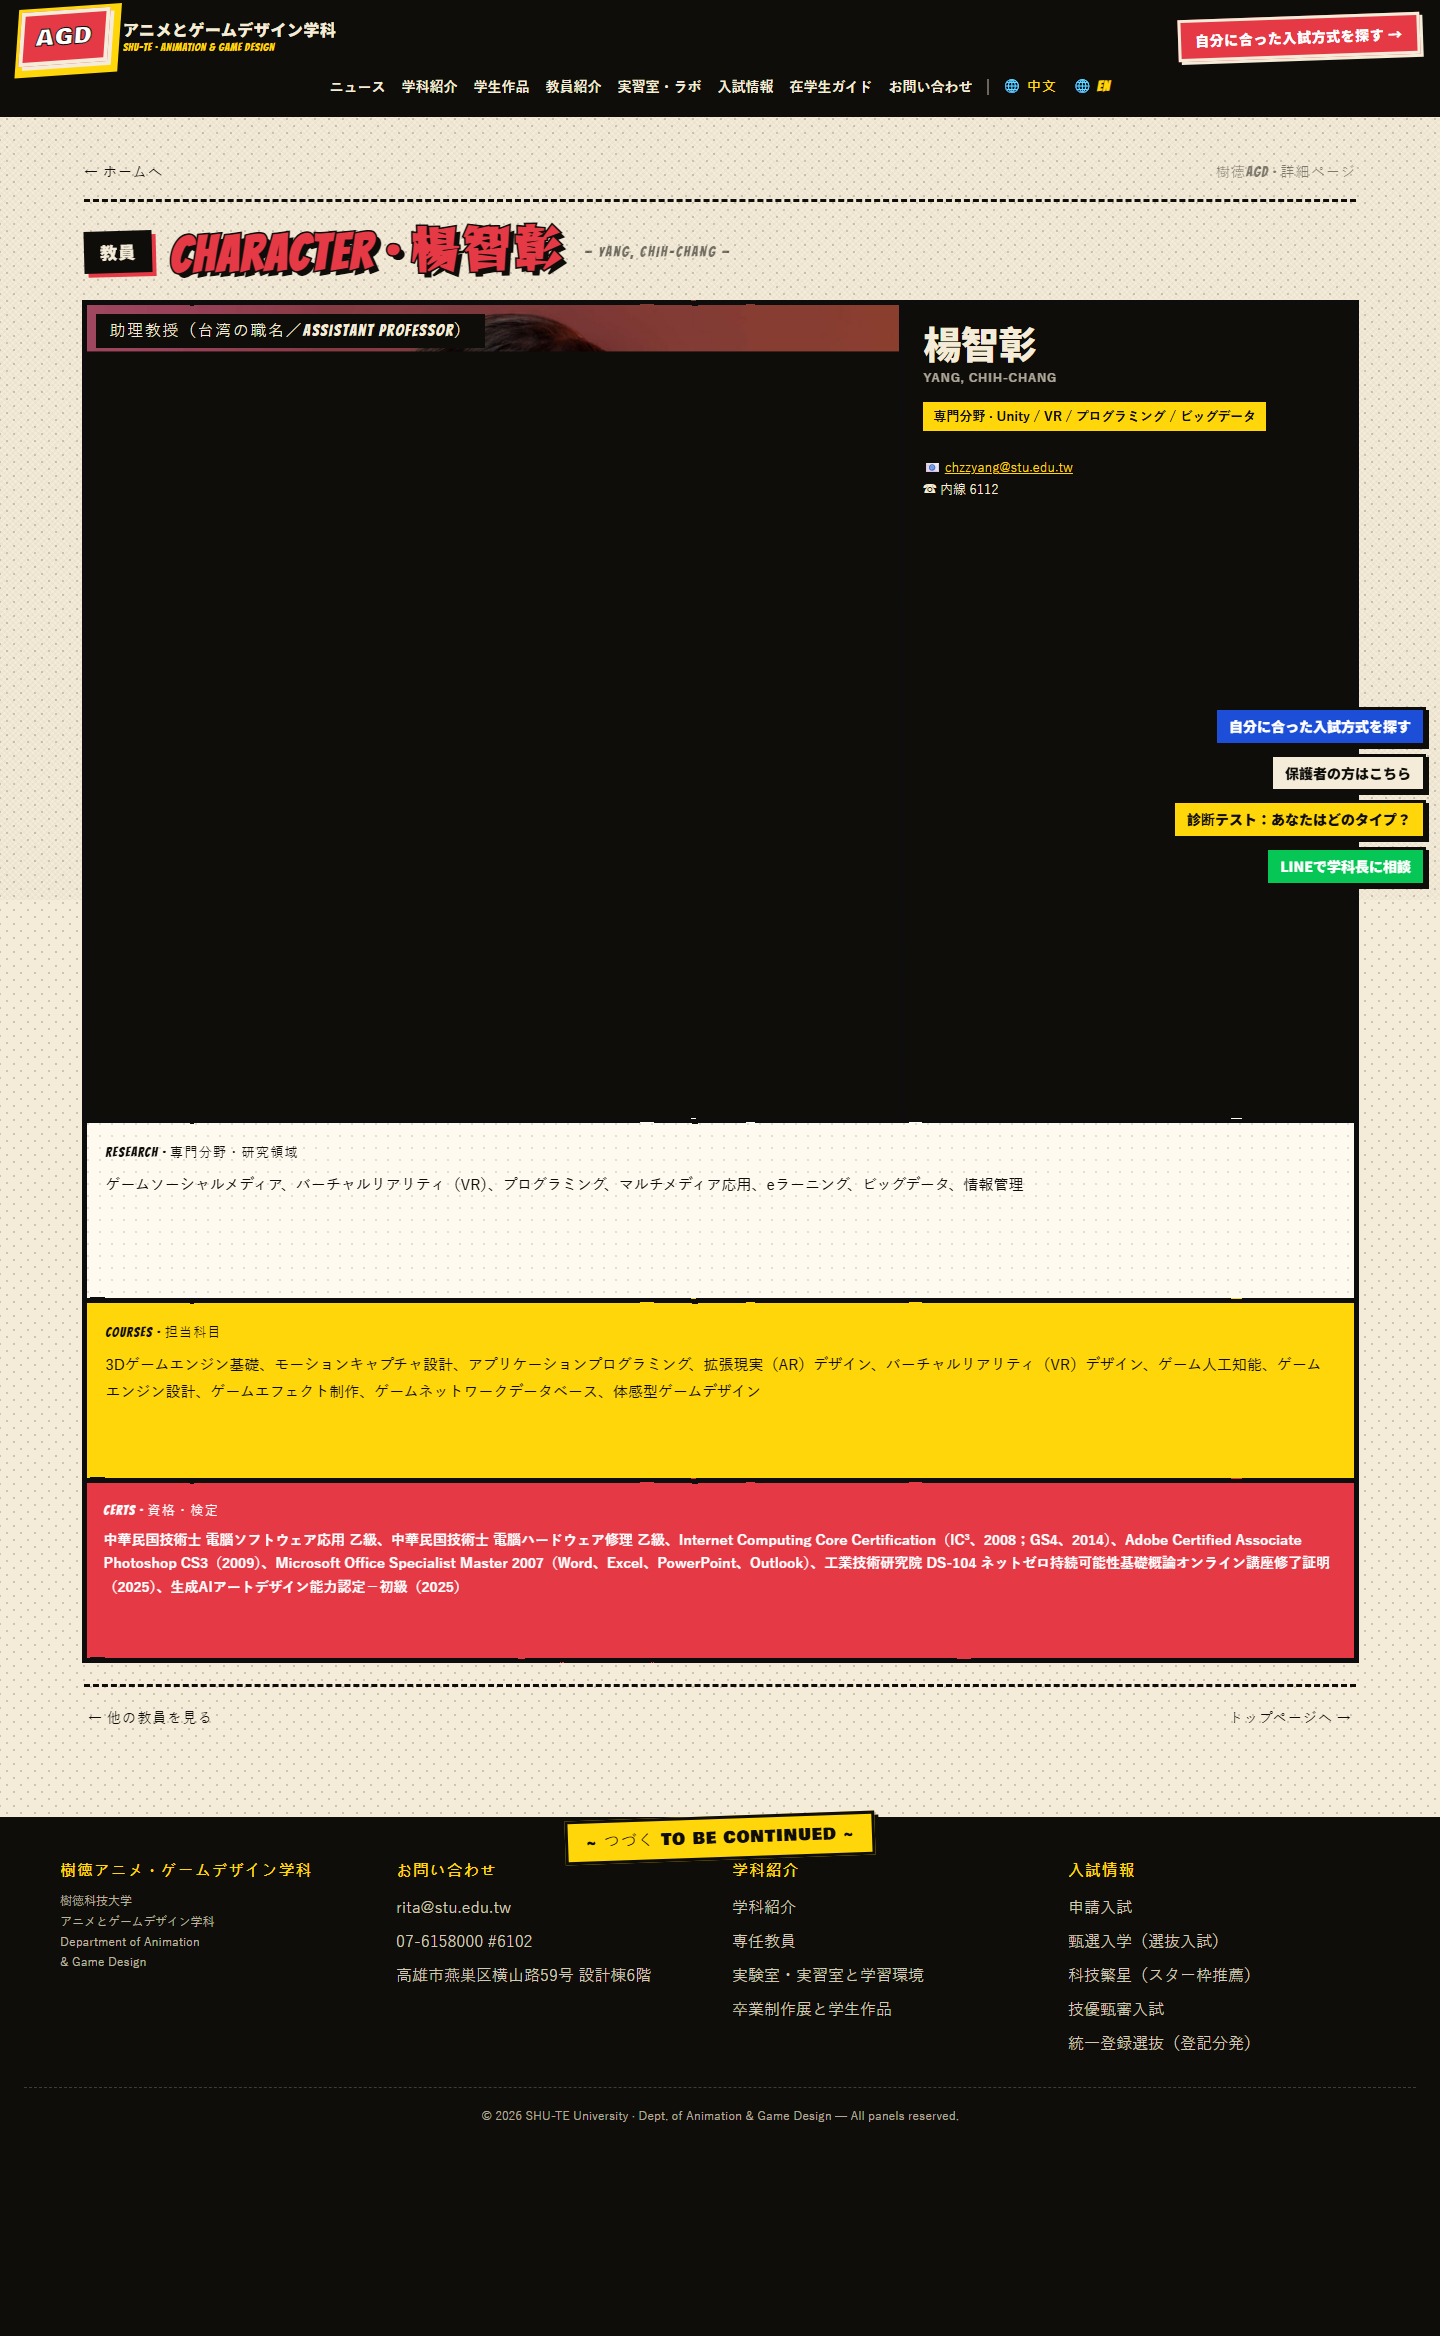 AGD
アニメとゲームデザイン学科
SHU-TE · ANIMATION & GAME DESIGN
自分に合った入試方式を探す →
ニュース 学科紹介 学生作品 教員紹介 実習室・ラボ 入試情報 在学生ガイド お問い合わせ 中文 EN
← ホームへ
樹德AGD · 詳細ページ
教員
CHARACTER · 楊智彰
— YANG, CHIH-CHANG —
助理教授（台湾の職名／ASSISTANT PROFESSOR）
楊智彰
YANG, CHIH-CHANG
専門分野 · Unity / VR / プログラミング / ビッグデータ
chzzyang@stu.edu.tw
☎ 内線 6112
自分に合った入試方式を探す
保護者の方はこちら
診断テスト：あなたはどのタイプ？
LINEで学科長に相談
RESEARCH · 専門分野・研究領域
ゲームソーシャルメディア、バーチャルリアリティ（VR）、プログラミング、マルチメディア応用、eラーニング、ビッグデータ、情報管理
COURSES · 担当科目
3Dゲームエンジン基礎、モーションキャプチャ設計、アプリケーションプログラミング、拡張現実（AR）デザイン、バーチャルリアリティ（VR）デザイン、ゲーム人工知能、ゲーム
エンジン設計、ゲームエフェクト制作、ゲームネットワークデータベース、体感型ゲームデザイン
CERTS · 資格・検定
中華民国技術士 電腦ソフトウェア応用 乙級、中華民国技術士 電腦ハードウェア修理 乙級、Internet Computing Core Certification（IC³、2008；GS4、2014）、Adobe Certified Associate
Photoshop CS3（2009）、Microsoft Office Specialist Master 2007（Word、Excel、PowerPoint、Outlook）、工業技術研究院 DS-104 ネットゼロ持続可能性基礎概論オンライン講座修了証明
（2025）、生成AIアートデザイン能力認定－初級（2025）
← 他の教員を見る
トップページへ →
~ つづく TO BE CONTINUED ~
樹德アニメ・ゲームデザイン学科
樹德科技大学
アニメとゲームデザイン学科
Department of Animation
& Game Design
お問い合わせ
rita@stu.edu.tw
07-6158000 #6102
高雄市燕巣区横山路59号 設計棟6階
学科紹介
学科紹介
専任教員
実験室・実習室と学習環境
卒業制作展と学生作品
入試情報
申請入試
甄選入学（選抜入試）
科技繁星（スター枠推薦）
技優甄審入試
統一登録選抜（登記分発）
© 2026 SHU-TE University · Dept. of Animation & Game Design — All panels reserved.